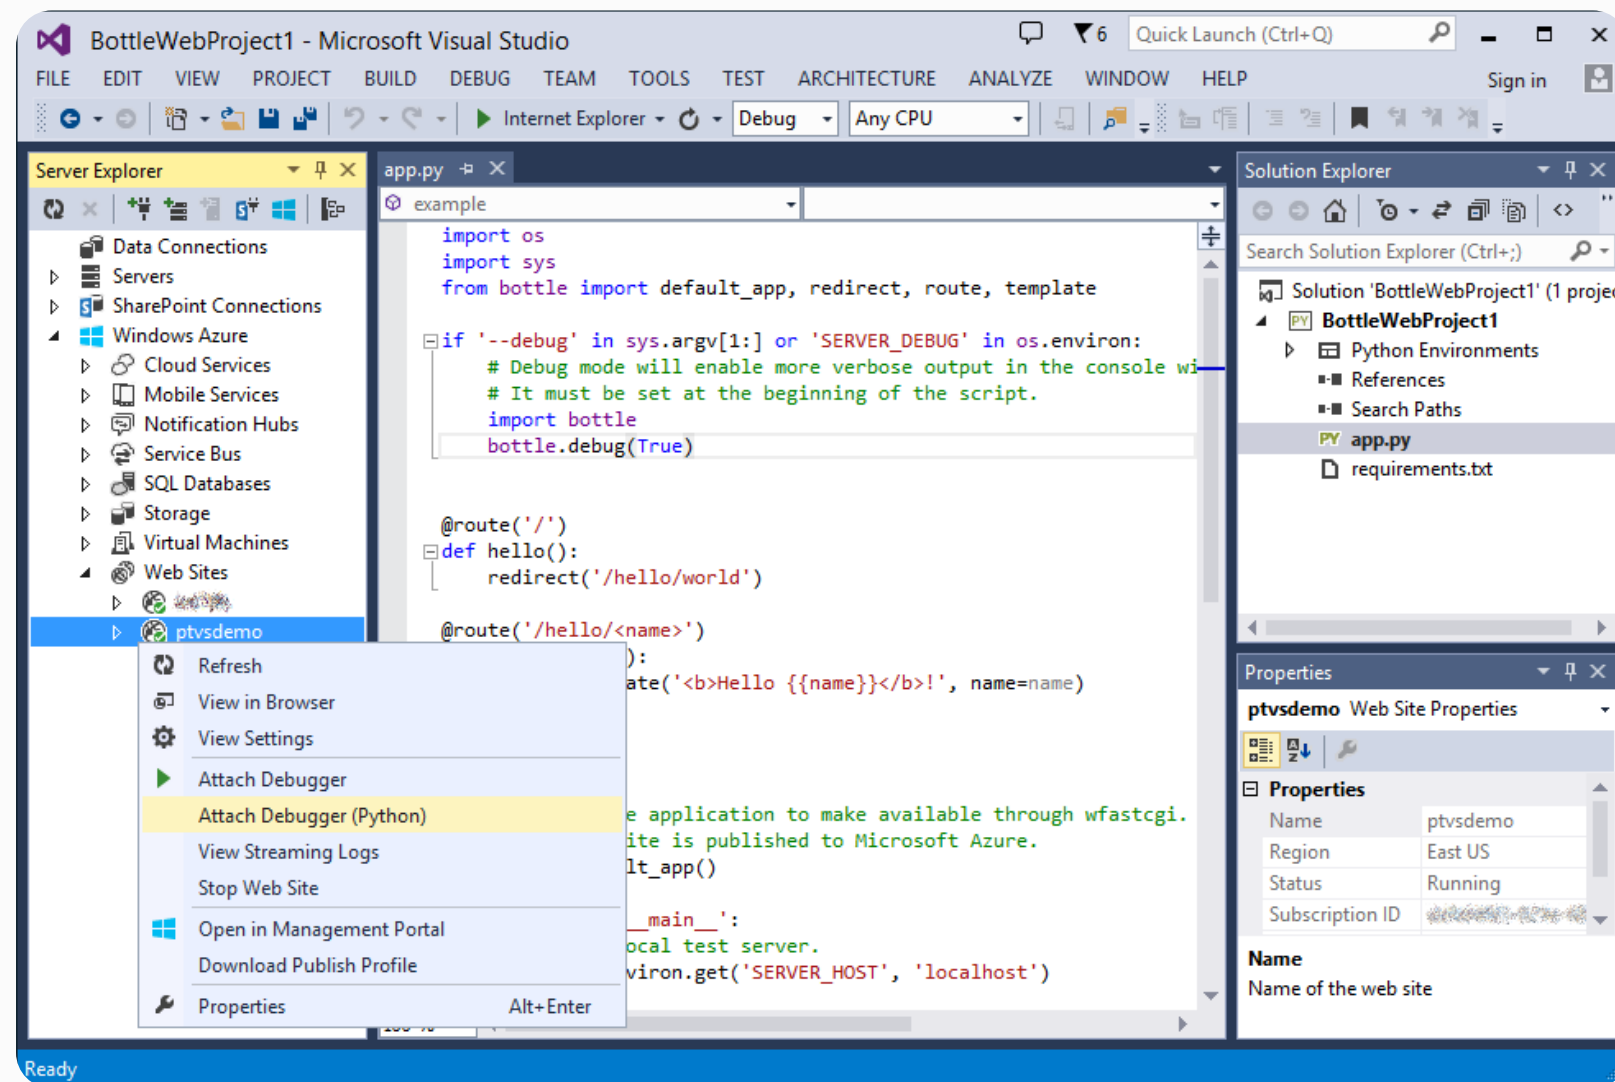 BottleWebProject1 - Microsoft Visual Studio
6
Quick Launch (Ctrl+Q)
FILE EDIT VIEW PROJECT BUILD DEBUG TEAM TOOLS TEST ARCHITECTURE ANALYZE WINDOW HELP
Sign in
Internet Explorer
Debug
Any CPU
Server Explorer
Data Connections
Servers
SharePoint Connections
Windows Azure
Cloud Services
Mobile Services
Notification Hubs
Service Bus
SQL Databases
Storage
Virtual Machines
Web Sites
ptvsdemo
Refresh
View in Browser
View Settings
Attach Debugger
Attach Debugger (Python)
View Streaming Logs
Stop Web Site
Open in Management Portal
Download Publish Profile
Properties Alt+Enter
app.py
example
import os
import sys
from bottle import default_app, redirect, route, template
if '--debug' in sys.argv[1:] or 'SERVER_DEBUG' in os.environ:
# Debug mode will enable more verbose output in the console wi
# It must be set at the beginning of the script.
import bottle
bottle.debug(True)
@route('/')
def hello():
redirect('/hello/world')
@route('/hello/<name>')
):
ate('<b>Hello {{name}}</b>!', name=name)
e application to make available through wfastcgi.
ite is published to Microsoft Azure.
lt_app()
__main__':
ocal test server.
viron.get('SERVER_HOST', 'localhost')
Solution Explorer
Search Solution Explorer (Ctrl+;)
Solution 'BottleWebProject1' (1 projec
PY BottleWebProject1
Python Environments
References
Search Paths
PY app.py
requirements.txt
Properties
ptvsdemo Web Site Properties
Properties
Name ptvsdemo
Region East US
Status Running
Subscription ID
Name
Name of the web site
Ready